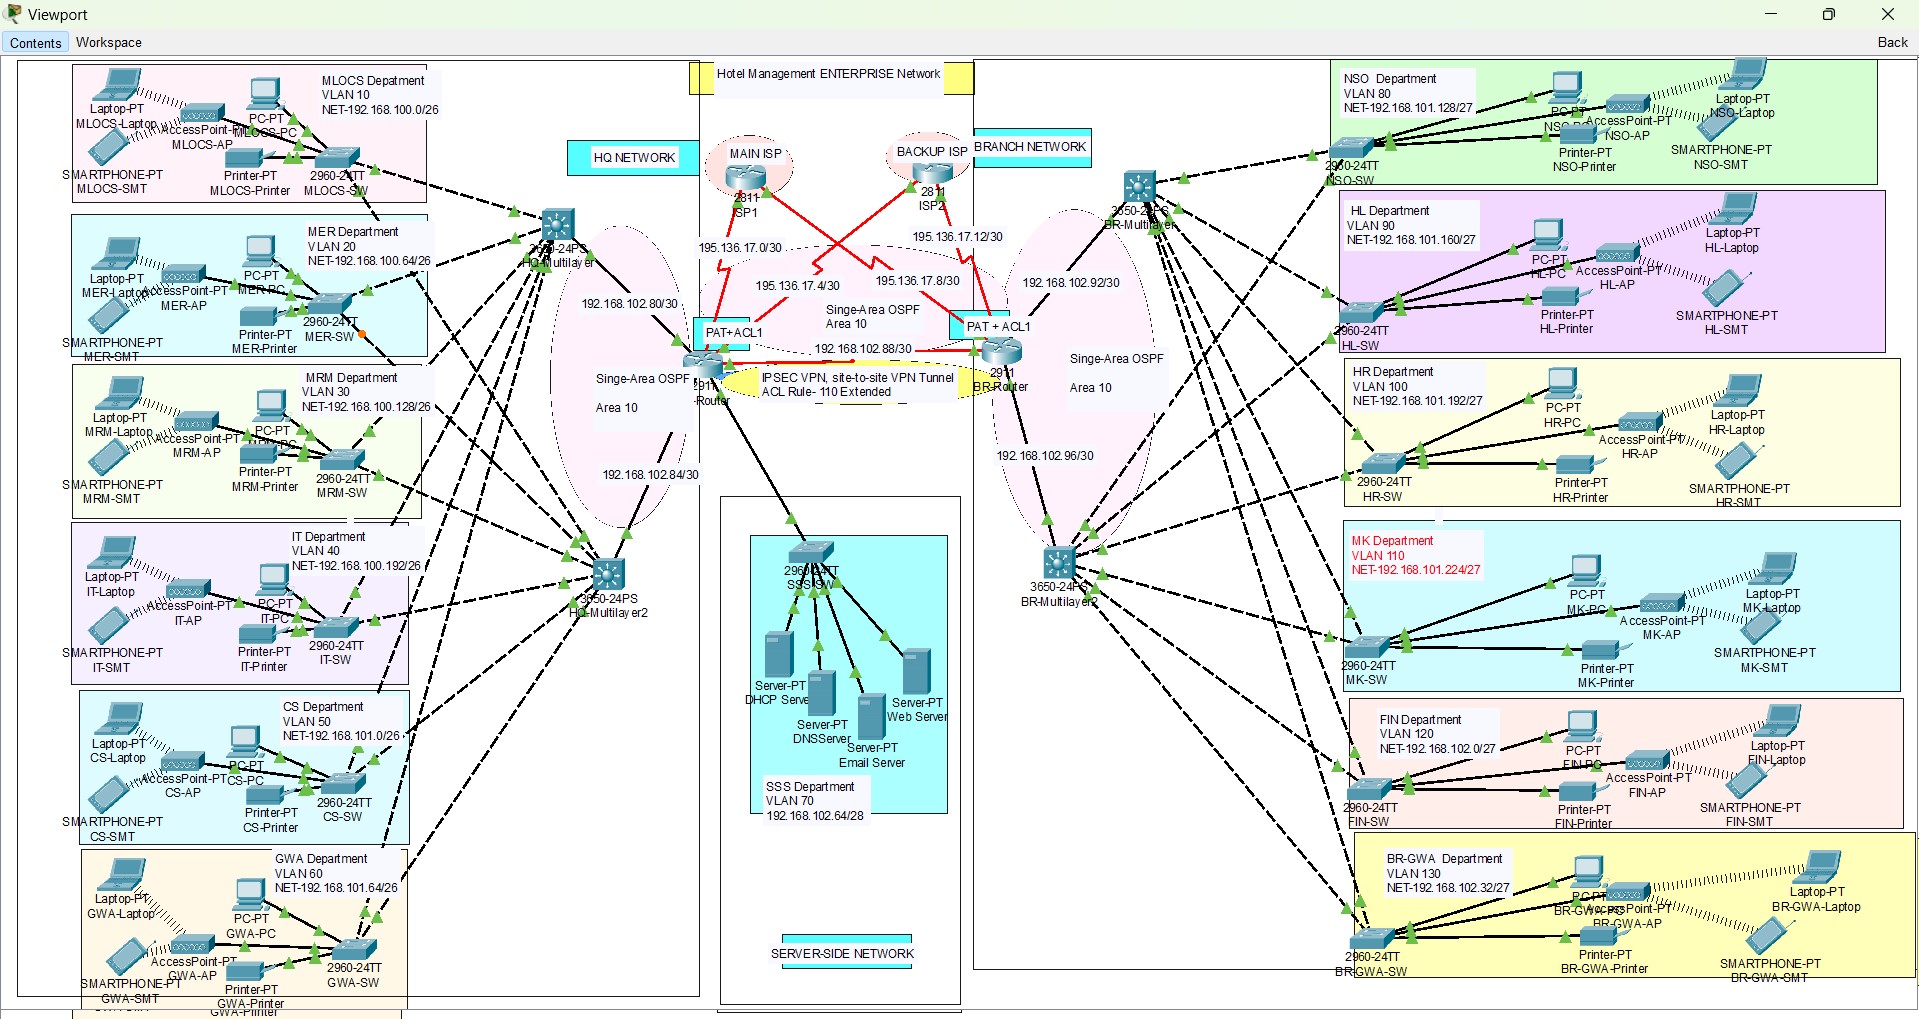 Viewport
Contents
Workspace
Back
Hotel Management ENTERPRISE Network
HQ NETWORK
MAIN ISP
2811
ISP1
BACKUP ISP
2811
ISP2
BRANCH NETWORK
195.136.17.0/30
195.136.17.12/30
195.136.17.4/30
195.136.17.8/30
Singe-Area OSPF
Area 10
192.168.102.88/30
PAT+ACL1
PAT + ACL1
IPSEC VPN, site-to-site VPN Tunnel
ACL Rule- 110 Extended
-Router
2911
BR-Router
192.168.102.80/30
Singe-Area OSPF
Area 10
192.168.102.84/30
192.168.102.92/30
Singe-Area OSPF
Area 10
192.168.102.96/30
3650-24PS
HQ-Multilayer
3650-24PS
HQ-Multilayer2
3650-24PS
BR-Multilayer
3650-24PS
BR-Multilayer2
MLOCS Depatment
VLAN 10
NET-192.168.100.0/26
Laptop-PT
MLOCS-Laptop
AccessPoint-PT
MLOCS-AP
PC-PT
MLOCS-PC
SMARTPHONE-PT
MLOCS-SMT
Printer-PT
MLOCS-Printer
2960-24TT
MLOCS-SW
MER Department
VLAN 20
NET-192.168.100.64/26
Laptop-PT
MER-Laptop
AccessPoint-PT
MER-AP
PC-PT
MER-PC
SMARTPHONE-PT
MER-SMT
Printer-PT
MER-Printer
2960-24TT
MER-SW
MRM Department
VLAN 30
NET-192.168.100.128/26
Laptop-PT
MRM-Laptop
AccessPoint-PT
MRM-AP
PC-PT
MRM-PC
SMARTPHONE-PT
MRM-SMT
Printer-PT
MRM-Printer
2960-24TT
MRM-SW
IT Department
VLAN 40
NET-192.168.100.192/26
Laptop-PT
IT-Laptop
AccessPoint-PT
IT-AP
PC-PT
IT-PC
SMARTPHONE-PT
IT-SMT
Printer-PT
IT-Printer
2960-24TT
IT-SW
CS Department
VLAN 50
NET-192.168.101.0/26
Laptop-PT
CS-Laptop
AccessPoint-PT
CS-AP
PC-PT
CS-PC
SMARTPHONE-PT
CS-SMT
Printer-PT
CS-Printer
2960-24TT
CS-SW
GWA Department
VLAN 60
NET-192.168.101.64/26
Laptop-PT
GWA-Laptop
AccessPoint-PT
GWA-AP
PC-PT
GWA-PC
SMARTPHONE-PT
GWA-SMT
Printer-PT
GWA-Printer
GWA-Printer
2960-24TT
GWA-SW
2960-24TT
SSS-SW
Server-PT
DHCP Server
Server-PT
DNSServer
Server-PT
Email Server
Server-PT
Web Server
SSS Department
VLAN 70
192.168.102.64/28
SERVER-SIDE NETWORK
NSO Department
VLAN 80
NET-192.168.101.128/27
PC-PT
AccessPoint-PT
NSO-AP
Laptop-PT
NSO-Laptop
Printer-PT
NSO-Printer
SMARTPHONE-PT
NSO-SMT
2960-24TT
NSO-SW
HL Department
VLAN 90
NET-192.168.101.160/27
PC-PT
HL-PC
AccessPoint-PT
HL-AP
Laptop-PT
HL-Laptop
Printer-PT
HL-Printer
SMARTPHONE-PT
HL-SMT
2960-24TT
HL-SW
HR Department
VLAN 100
NET-192.168.101.192/27
PC-PT
HR-PC
AccessPoint-PT
HR-AP
Laptop-PT
HR-Laptop
Printer-PT
HR-Printer
SMARTPHONE-PT
HR-SMT
2960-24TT
HR-SW
MK Department
VLAN 110
NET-192.168.101.224/27
PC-PT
MK-PC
AccessPoint-PT
MK-AP
Laptop-PT
MK-Laptop
Printer-PT
MK-Printer
SMARTPHONE-PT
MK-SMT
2960-24TT
MK-SW
FIN Department
VLAN 120
NET-192.168.102.0/27
PC-PT
FIN-PC
AccessPoint-PT
FIN-AP
Laptop-PT
FIN-Laptop
Printer-PT
FIN-Printer
SMARTPHONE-PT
FIN-SMT
2960-24TT
FIN-SW
BR-GWA Department
VLAN 130
NET-192.168.102.32/27
PC-PT
BR-GWA-PC
AccessPoint-PT
BR-GWA-AP
Laptop-PT
BR-GWA-Laptop
Printer-PT
BR-GWA-Printer
SMARTPHONE-PT
BR-GWA-SMT
2960-24TT
BR-GWA-SW